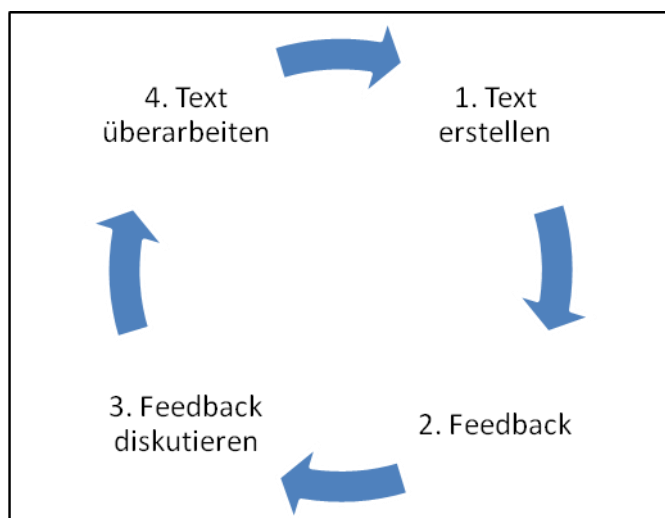 1. Text
erstellen
2. Feedback
3. Feedback
diskutieren
4. Text
überarbeiten